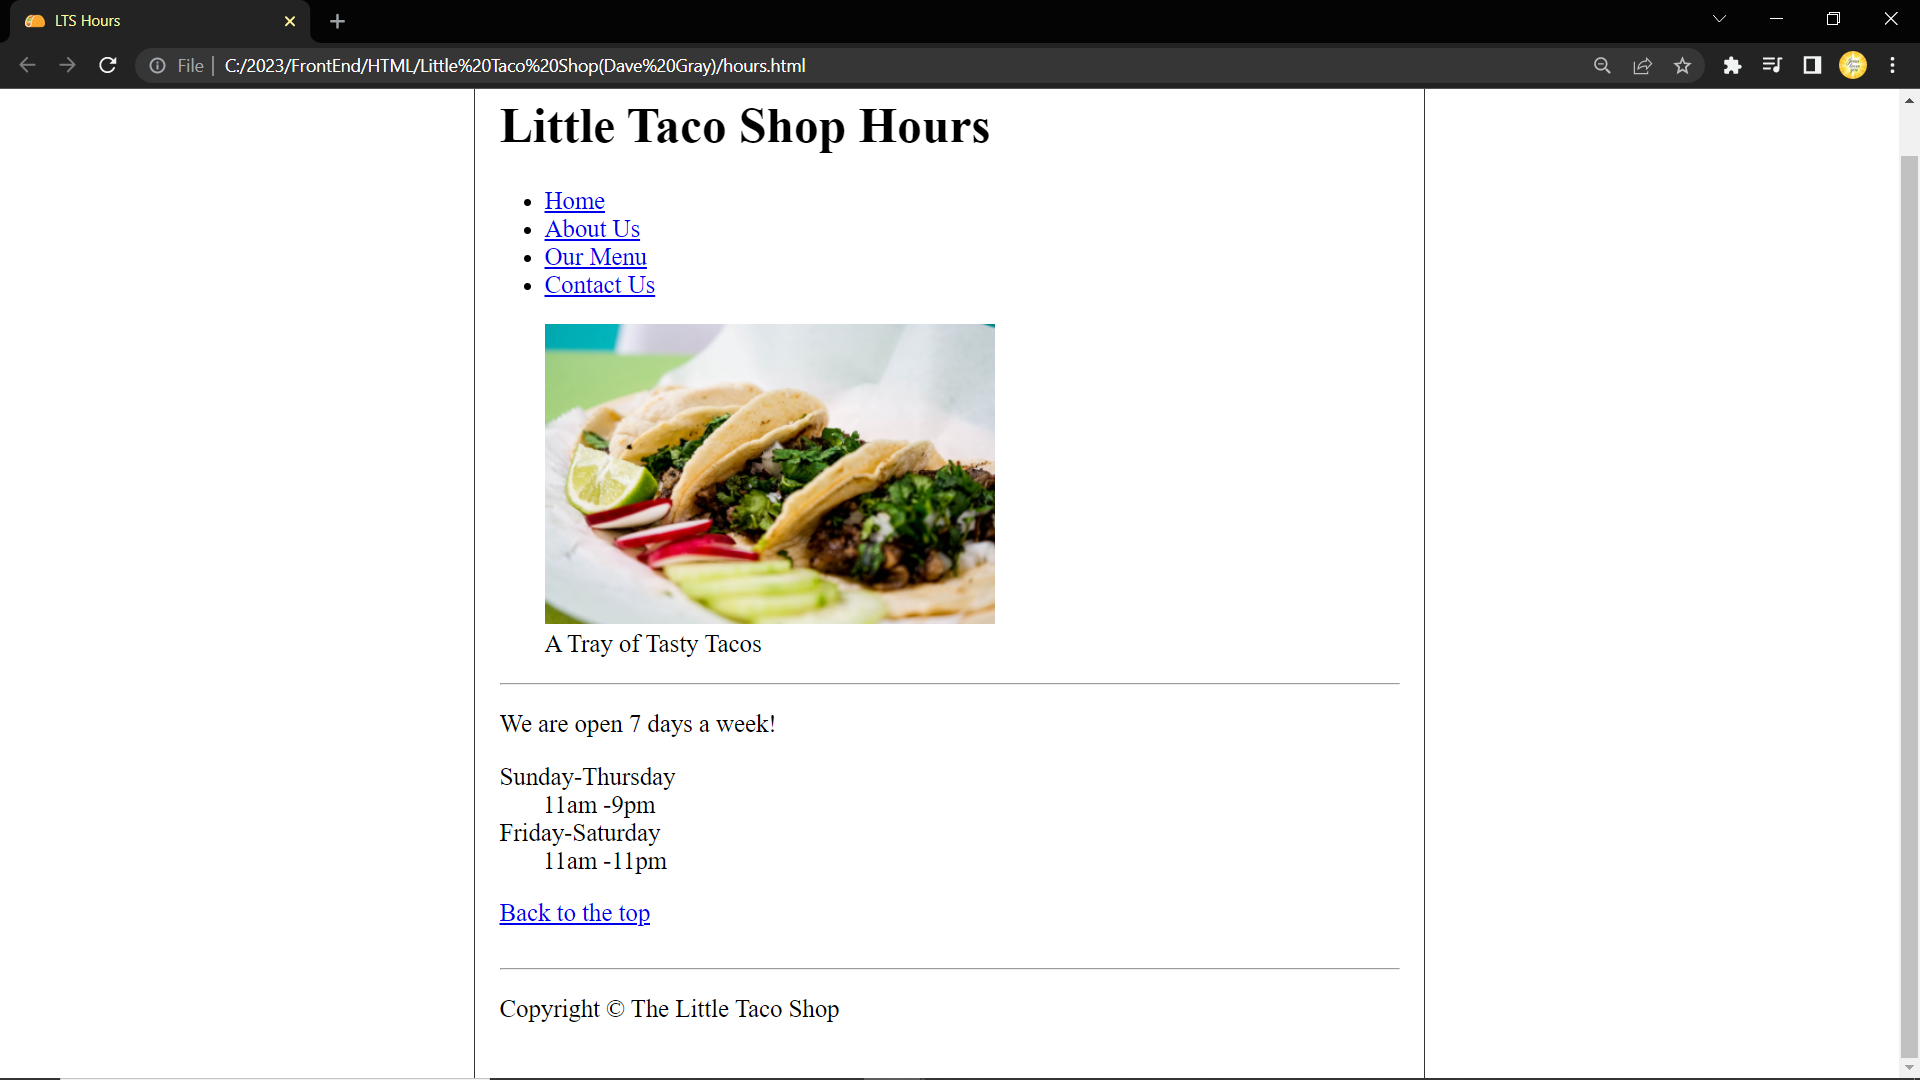 LTS Hours
File
C:/2023/FrontEnd/HTML/Little%20Taco%20Shop(Dave%20Gray)/hours.html
Little Taco Shop Hours
Home
About Us
Our Menu
Contact Us
A Tray of Tasty Tacos
We are open 7 days a week!
Sunday-Thursday
11am -9pm
Friday-Saturday
11am -11pm
Back to the top
Copyright © The Little Taco Shop